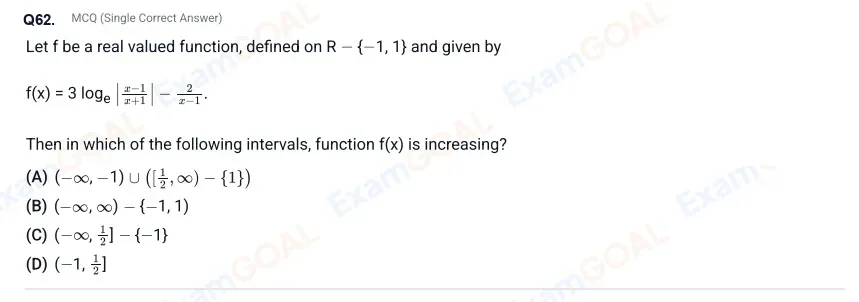 Q62. MCQ (Single Correct Answer)
Let f be a real valued function, defined on R − {−1, 1} and given by
f(x) = 3 logₑ |x−1/x+1| − 2/x−1.
Then in which of the following intervals, function f(x) is increasing?
(A) (−∞, −1) ∪ ([1/2, ∞) − {1})
(B) (−∞, ∞) − {−1, 1)
(C) (−∞, 1/2] − {−1}
(D) (−1, 1/2]
ExamGOAL
ExamGOAL
ExamGOAL